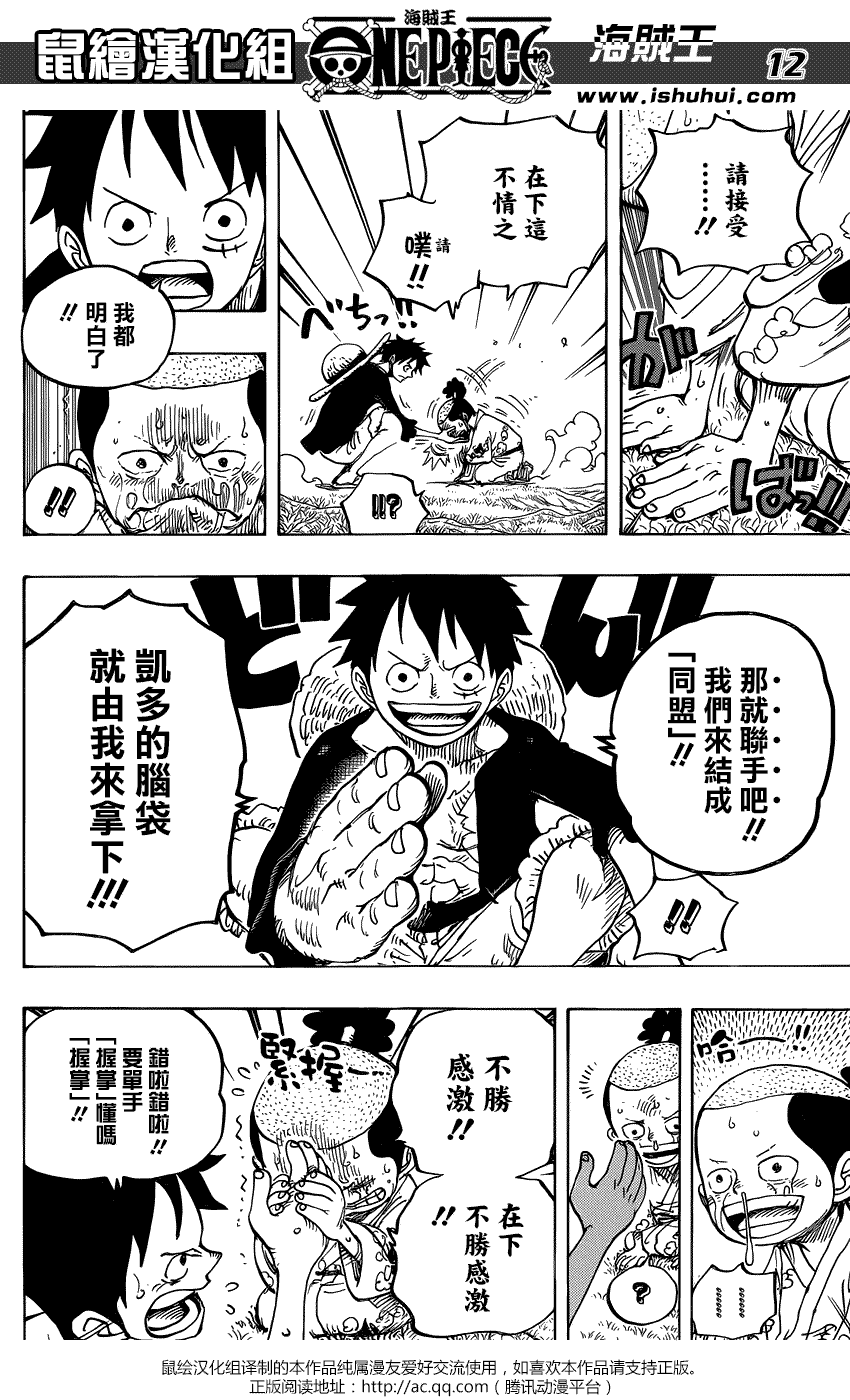 鼠繪漢化組
海賊王
ONE PIECE
海賊王
12
www.ishuhui.com
請接受
……!!
ガ
ばっ!!
在下這
不情之
請
噗!!
べちっ!!
!!?
我都
明白了
!!
!!
那就聯手吧!!
我們來結成
「同盟」!!
どん!!
凱多的腦袋
就由我來拿下!!!
!!
哈—!!
…………
?
不勝
感激!!
在下
不勝感激
!!
緊握——
錯啦錯啦!!
要單手
「握掌」懂嗎
「握掌」!!
鼠绘汉化组译制的本作品纯属漫友爱好交流使用，如喜欢本作品请支持正版。
正版阅读地址：http://ac.qq.com（腾讯动漫平台）